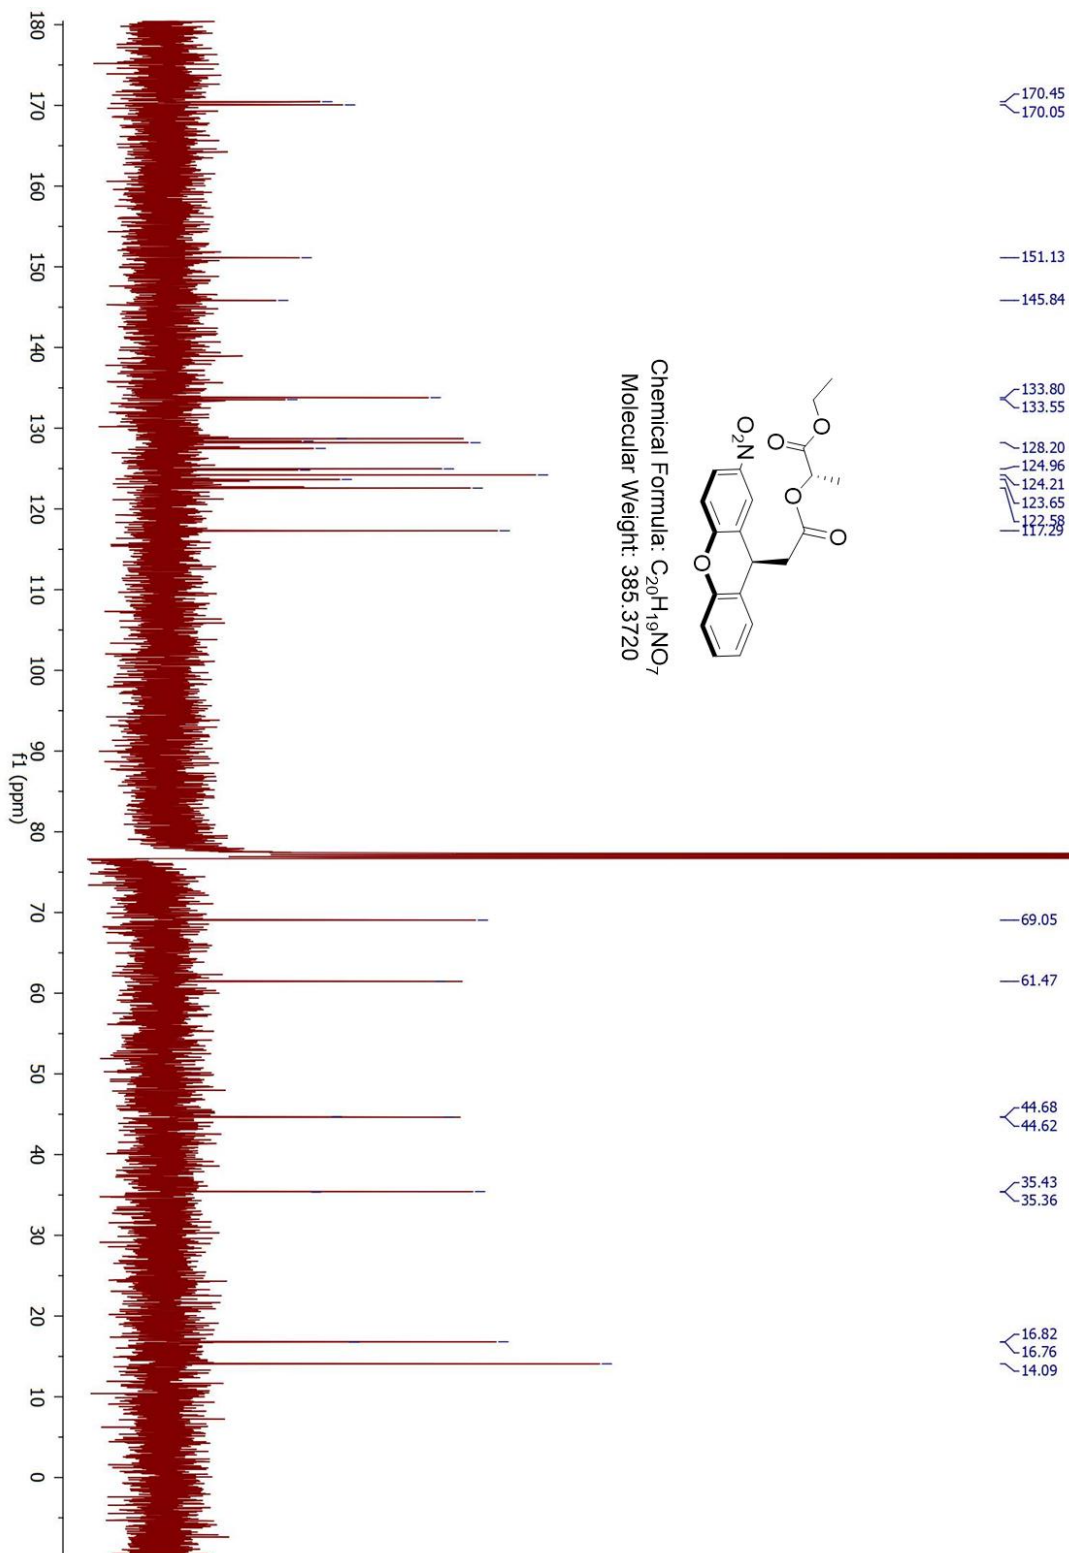 170.45
170.05
151.13
145.84
133.80
133.55
128.20
124.96
124.21
123.65
122.58
117.29
69.05
61.47
44.68
44.62
35.43
35.36
16.82
16.76
14.09
O
O
O
O
O₂N
O
Chemical Formula: C₂₀H₁₉NO₇
Molecular Weight: 385.3720
180 170 160 150 140 130 120 110 100 90 80 70 60 50 40 30 20 10 0
f1 (ppm)